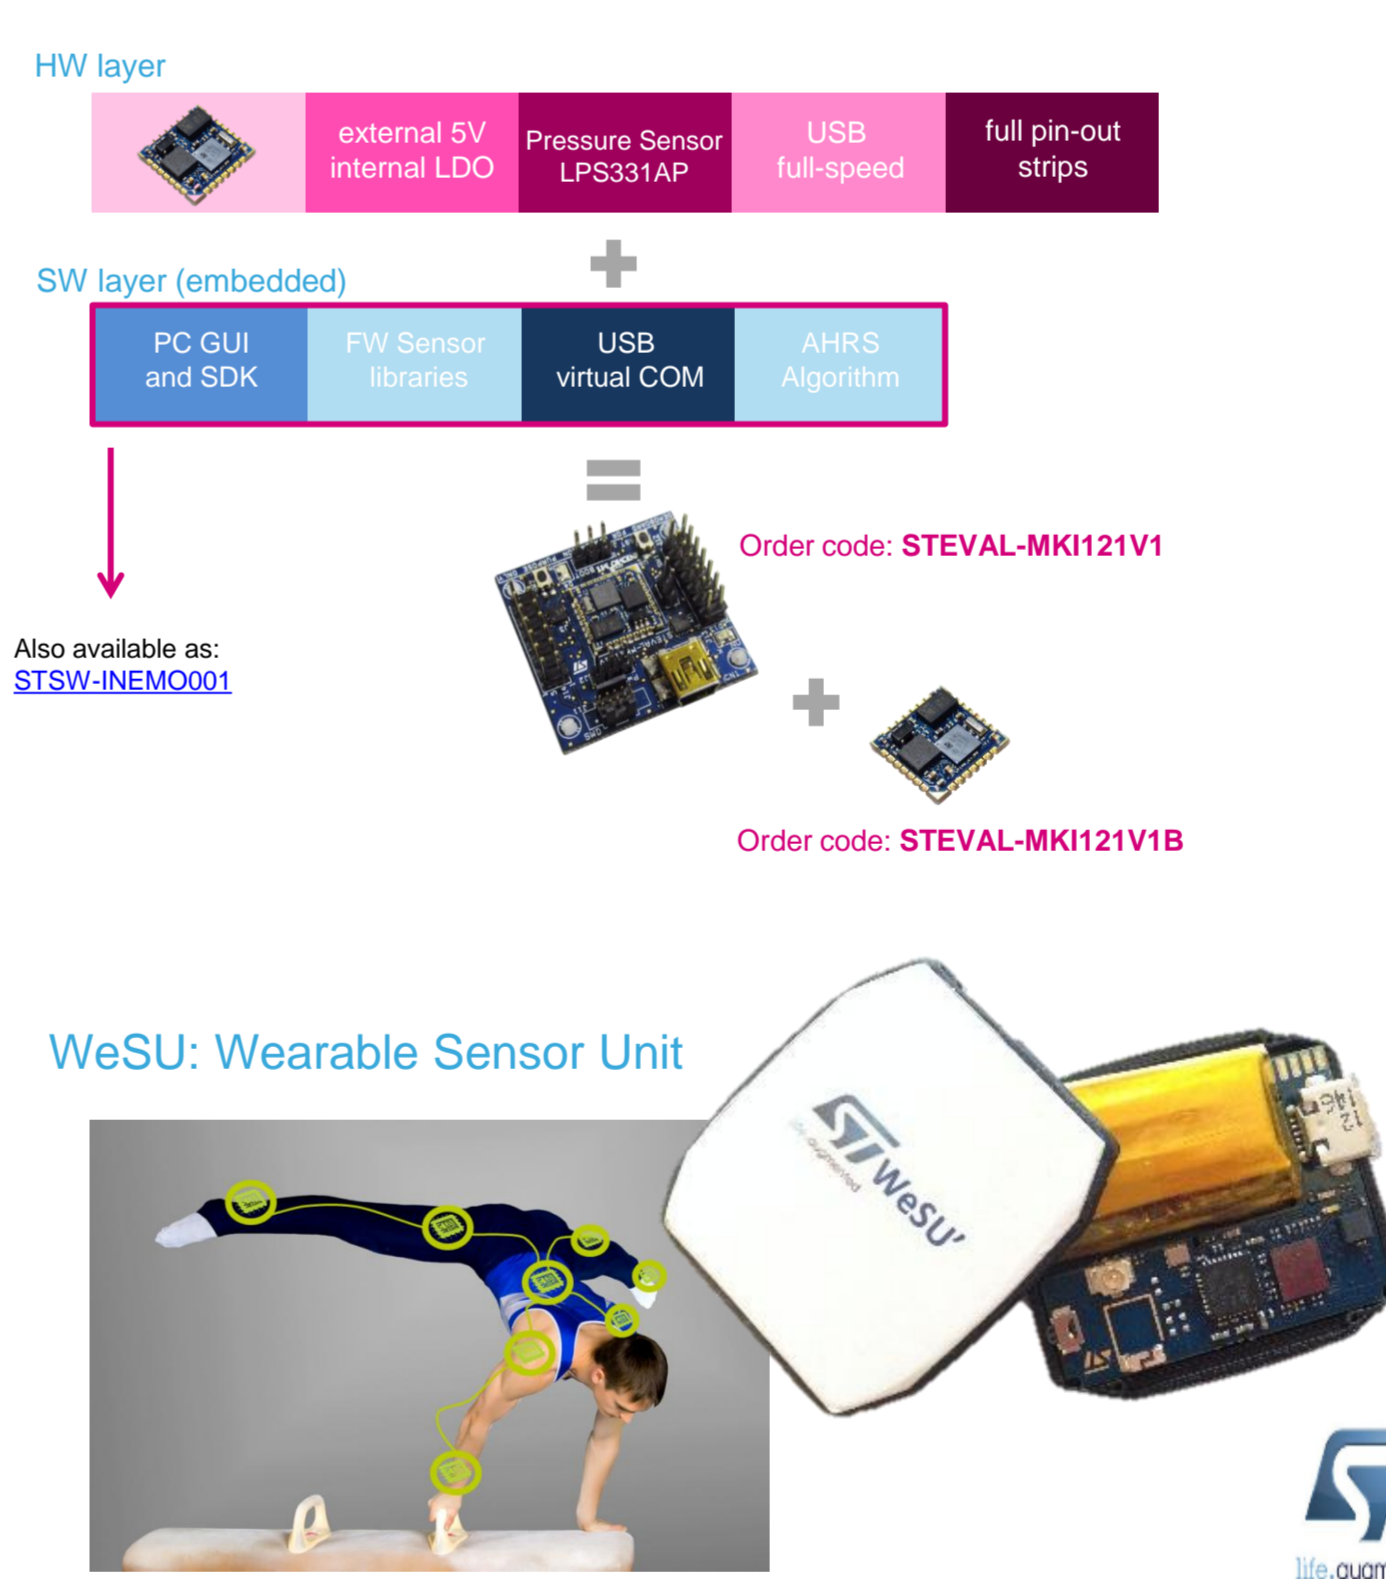 HW layer
external 5V
internal LDO
Pressure Sensor
LPS331AP
USB
full-speed
full pin-out
strips
SW layer (embedded)
PC GUI
and SDK
FW Sensor
libraries
USB
virtual COM
AHRS
Algorithm
Order code: STEVAL-MKI121V1
Also available as:
STSW-INEMO001
Order code: STEVAL-MKI121V1B
WeSU: Wearable Sensor Unit
life.augmented
WeSU